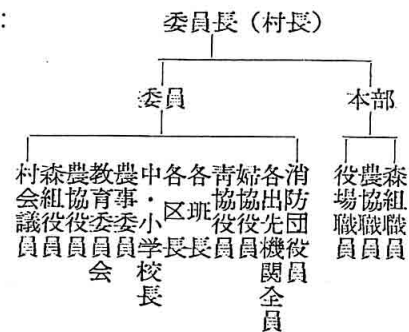 :
委員長（村長）
委員
本部
村会議員
森組役員
農協役員
教育委員会
農事委員
中・小学校長
各区長
各班長
青協役員
婦協役員
各出先機関全員
消防団役員
役場職員
農協職員
森組職員